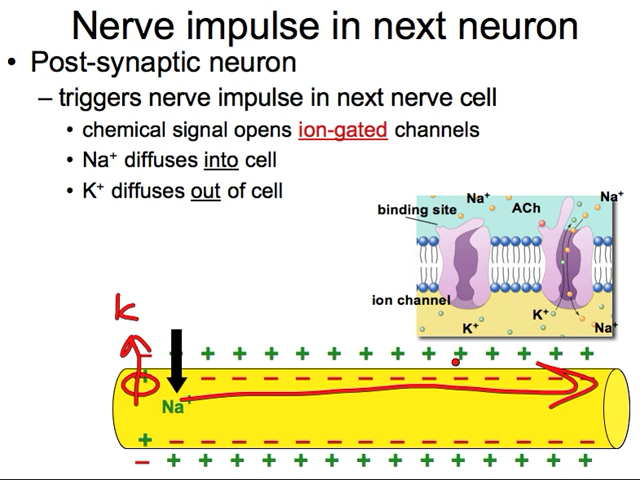 Nerve impulse in next neuron
• Post-synaptic neuron
– triggers nerve impulse in next nerve cell
• chemical signal opens ion-gated channels
• Na⁺ diffuses into cell
• K⁺ diffuses out of cell
Na⁺
Na⁺
binding site
ACh
ion channel
K⁺
K⁺
Na⁺
K
– + + + + + + + + + + + + +
+ – – – – – – – – – – – –
Na⁺
+ – – – – – – – – – – – – – –
– + + + + + + + + + + + + + +